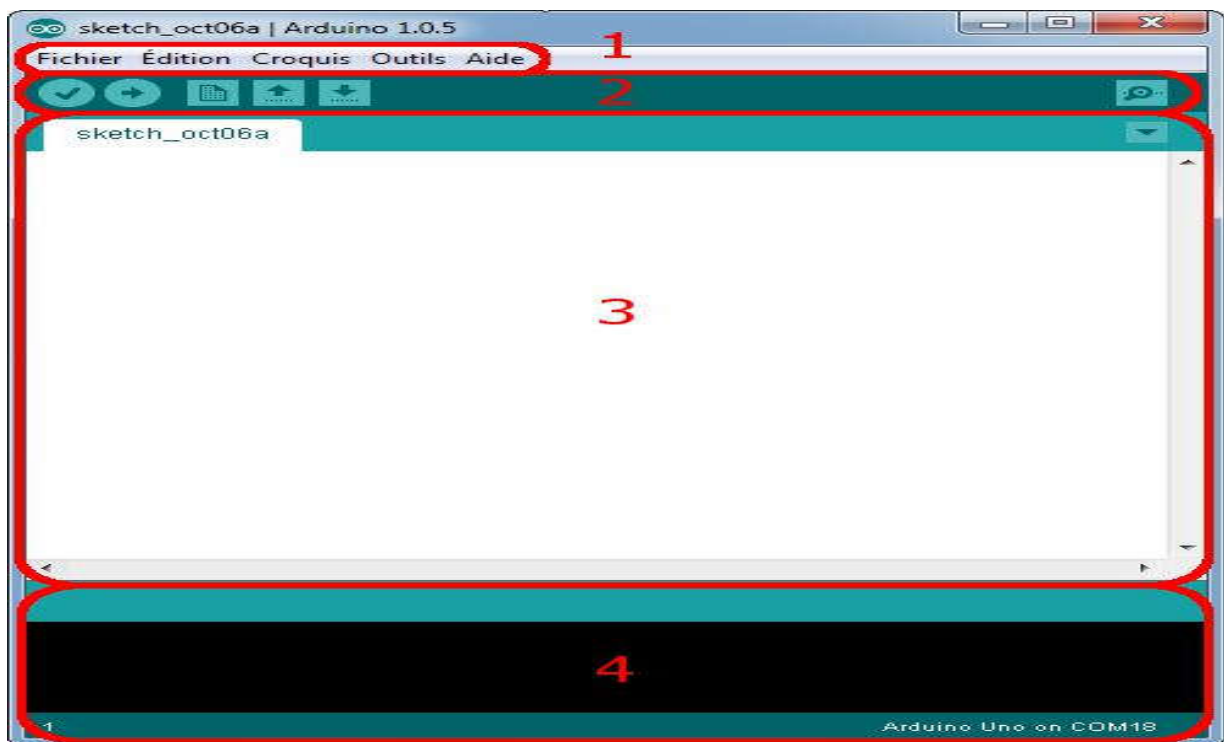 sketch_oct06a | Arduino 1.0.5
1
Fichier Édition Croquis Outils Aide
2
sketch_oct06a
3
4
1
Arduino Uno on COM18